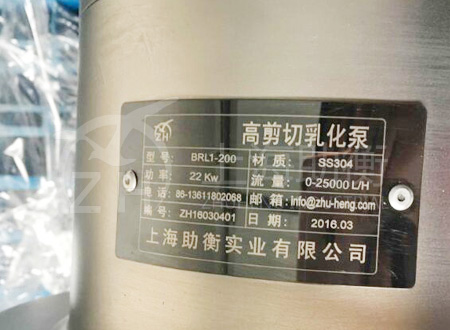 ZH
高剪切乳化泵
型号: BRL1-200 材质: SS304
功率: 22 Kw 流量: 0-25000 L/H
电话: 86-13611802068 邮箱: info@zhu-heng.com
编号: ZH16030401 日期: 2016.03
上海助衡实业有限公司